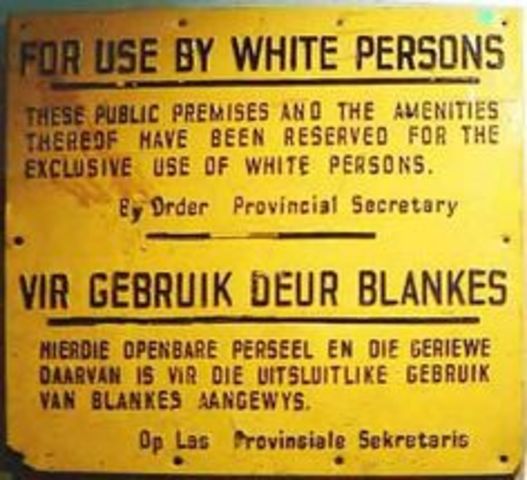 FOR USE BY WHITE PERSONS
THESE PUBLIC PREMISES AND THE AMENITIES
THEREOF HAVE BEEN RESERVED FOR THE
EXCLUSIVE USE OF WHITE PERSONS.
By Order Provincial Secretary
VIR GEBRUIK DEUR BLANKES
HIERDIE OPENBARE PERSEEL EN DIE GERIEWE
DAARVAN IS VIR DIE UITSLUITLIKE GEBRUIK
VAN BLANKES AANGEWYS.
Op Las Provinsiale Sekretaris